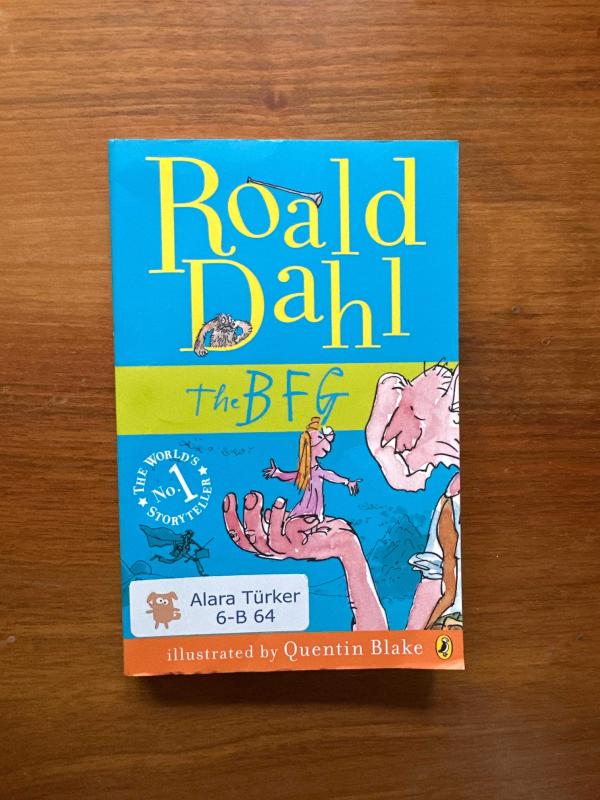 Roald
Dahl
the BFG
THE WORLD'S
No.1
STORYTELLER
Alara Türker
6-B 64
illustrated by Quentin Blake